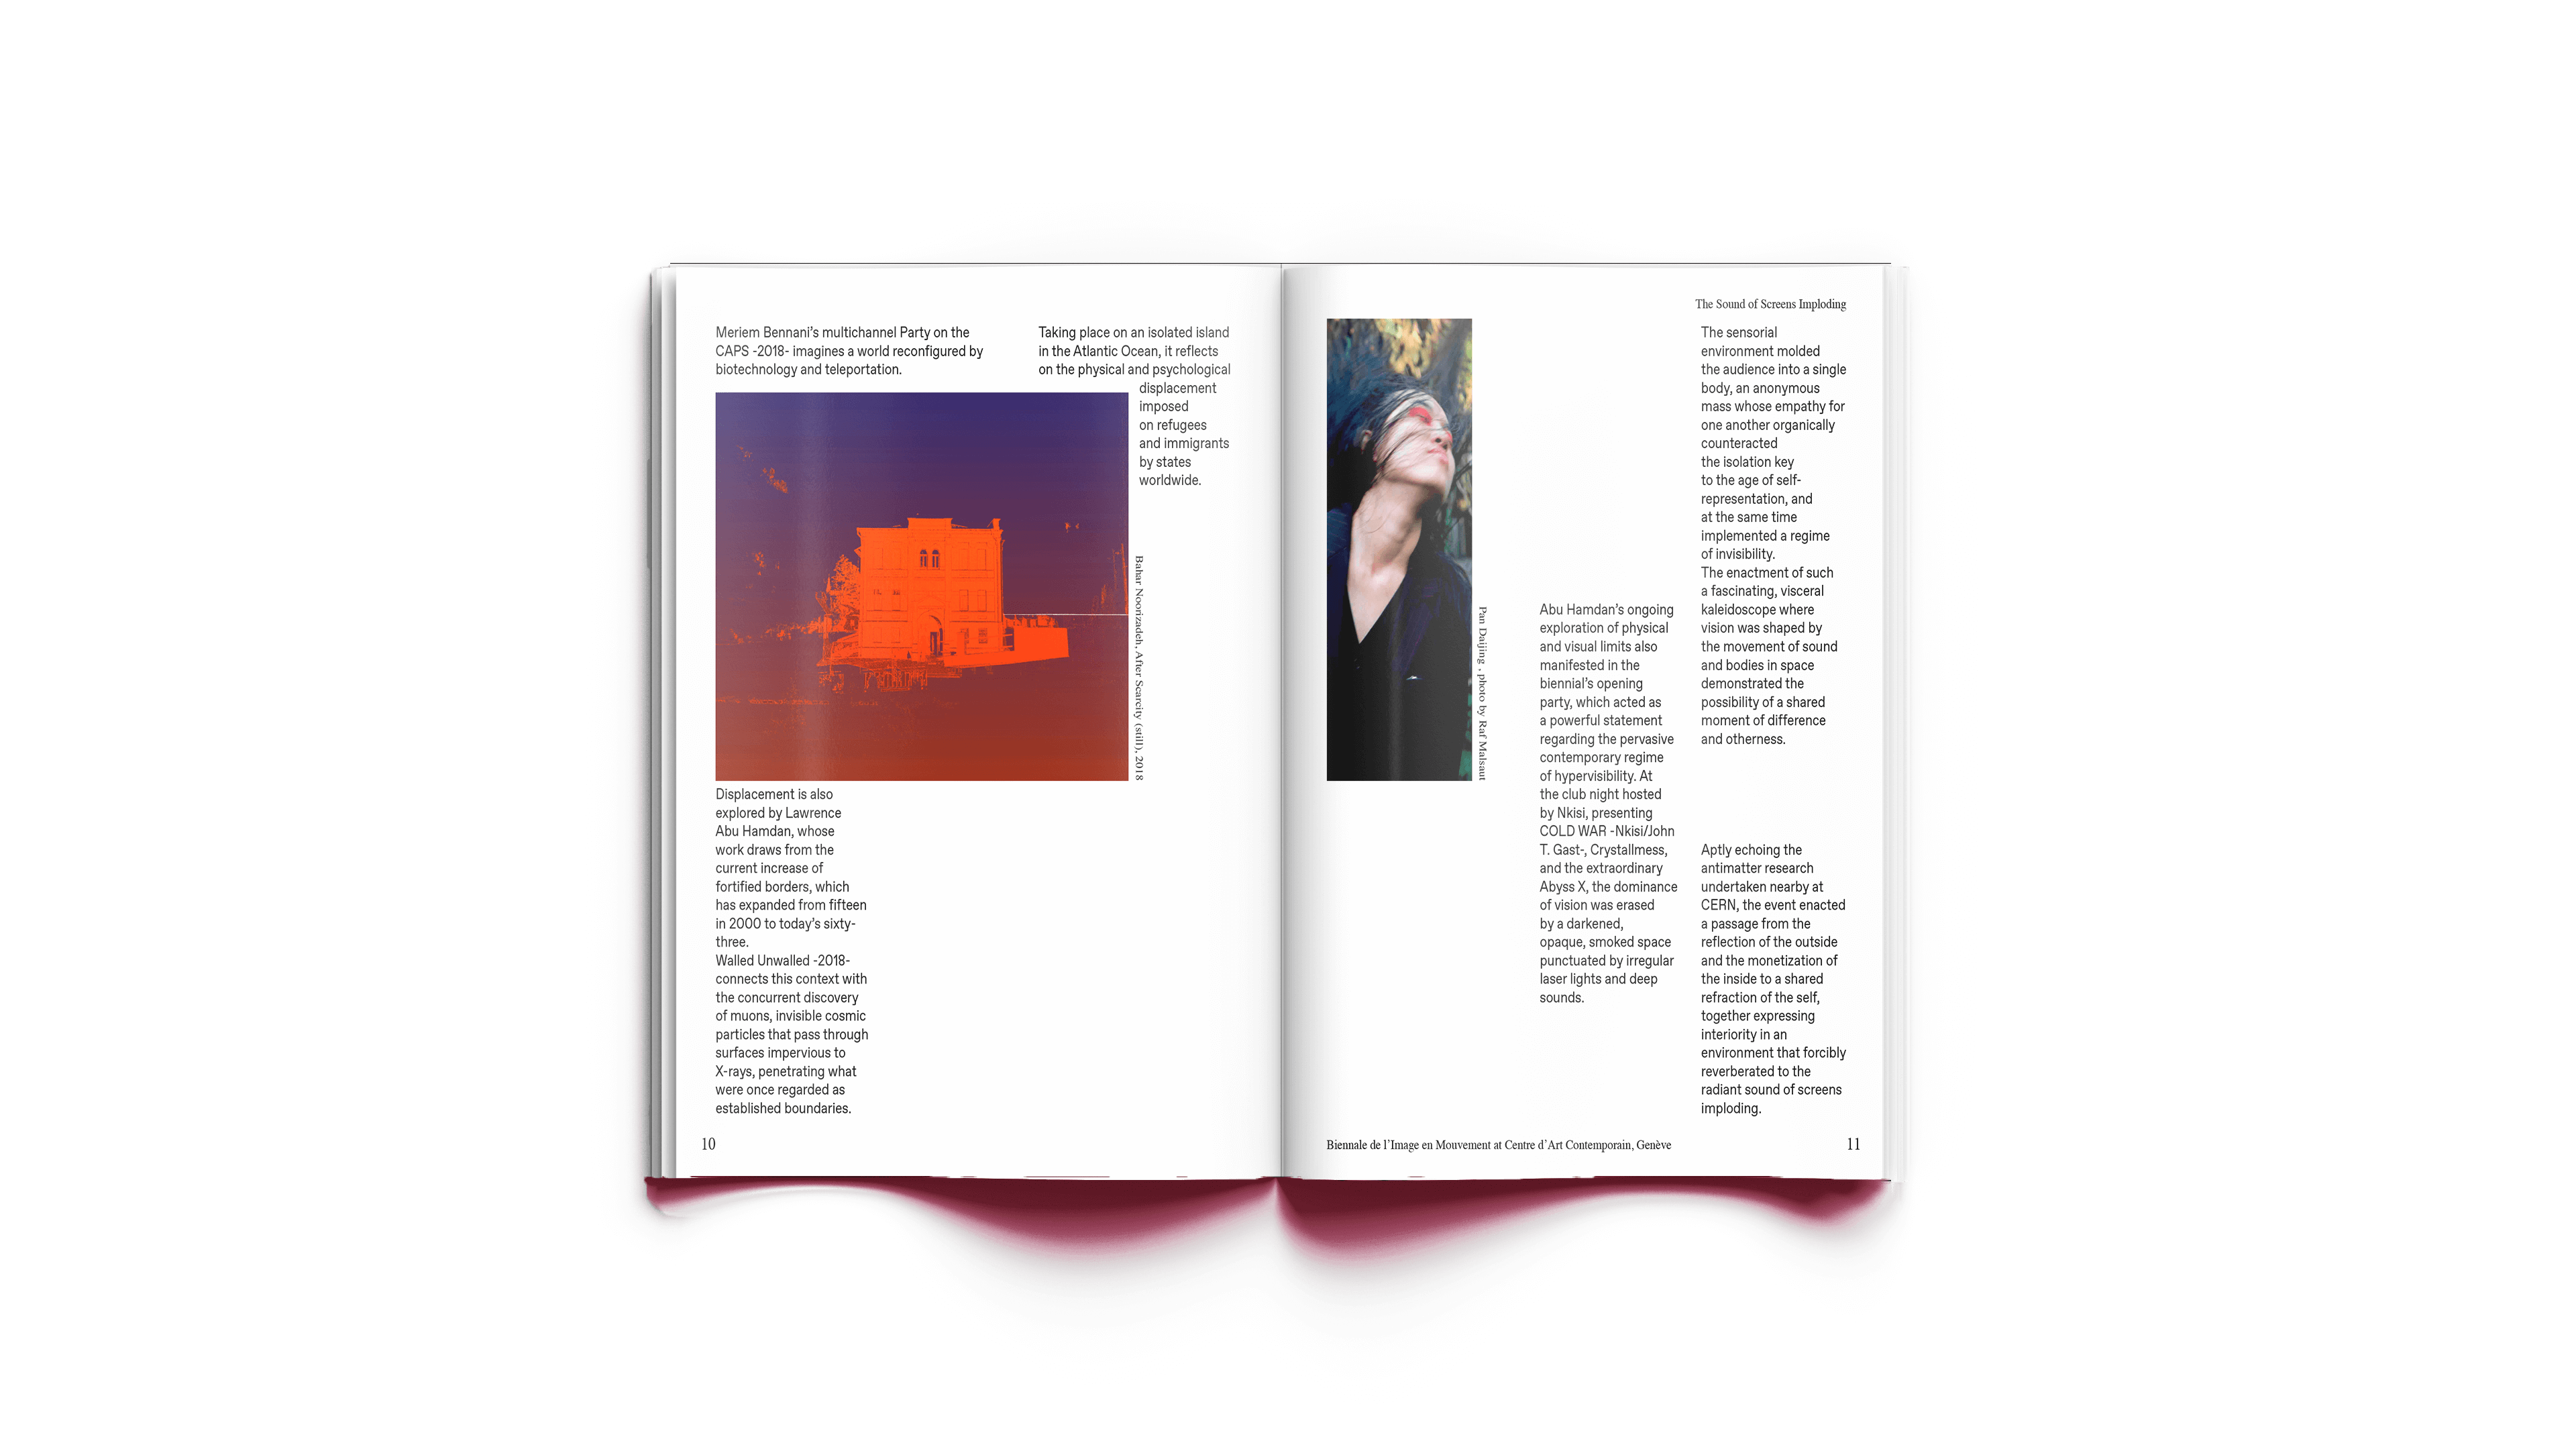 Meriem Bennani's multichannel Party on the
CAPS -2018- imagines a world reconfigured by
biotechnology and teleportation.
Taking place on an isolated island
in the Atlantic Ocean, it reflects
on the physical and psychological
displacement
imposed
on refugees
and immigrants
by states
worldwide.
Bahar Noorizadeh, After Scarcity (still), 2018
Displacement is also
explored by Lawrence
Abu Hamdan, whose
work draws from the
current increase of
fortified borders, which
has expanded from fifteen
in 2000 to today's sixty-
three.
Walled Unwalled -2018-
connects this context with
the concurrent discovery
of muons, invisible cosmic
particles that pass through
surfaces impervious to
X-rays, penetrating what
were once regarded as
established boundaries.
10
The Sound of Screens Imploding
Pan Daijing , photo by Raf Malsaut
Abu Hamdan's ongoing
exploration of physical
and visual limits also
manifested in the
biennial's opening
party, which acted as
a powerful statement
regarding the pervasive
contemporary regime
of hypervisibility. At
the club night hosted
by Nkisi, presenting
COLD WAR -Nkisi/John
T. Gast-, Crystallmess,
and the extraordinary
Abyss X, the dominance
of vision was erased
by a darkened,
opaque, smoked space
punctuated by irregular
laser lights and deep
sounds.
The sensorial
environment molded
the audience into a single
body, an anonymous
mass whose empathy for
one another organically
counteracted
the isolation key
to the age of self-
representation, and
at the same time
implemented a regime
of invisibility.
The enactment of such
a fascinating, visceral
kaleidoscope where
vision was shaped by
the movement of sound
and bodies in space
demonstrated the
possibility of a shared
moment of difference
and otherness.
Aptly echoing the
antimatter research
undertaken nearby at
CERN, the event enacted
a passage from the
reflection of the outside
and the monetization of
the inside to a shared
refraction of the self,
together expressing
interiority in an
environment that forcibly
reverberated to the
radiant sound of screens
imploding.
Biennale de l'Image en Mouvement at Centre d'Art Contemporain, Genève
11